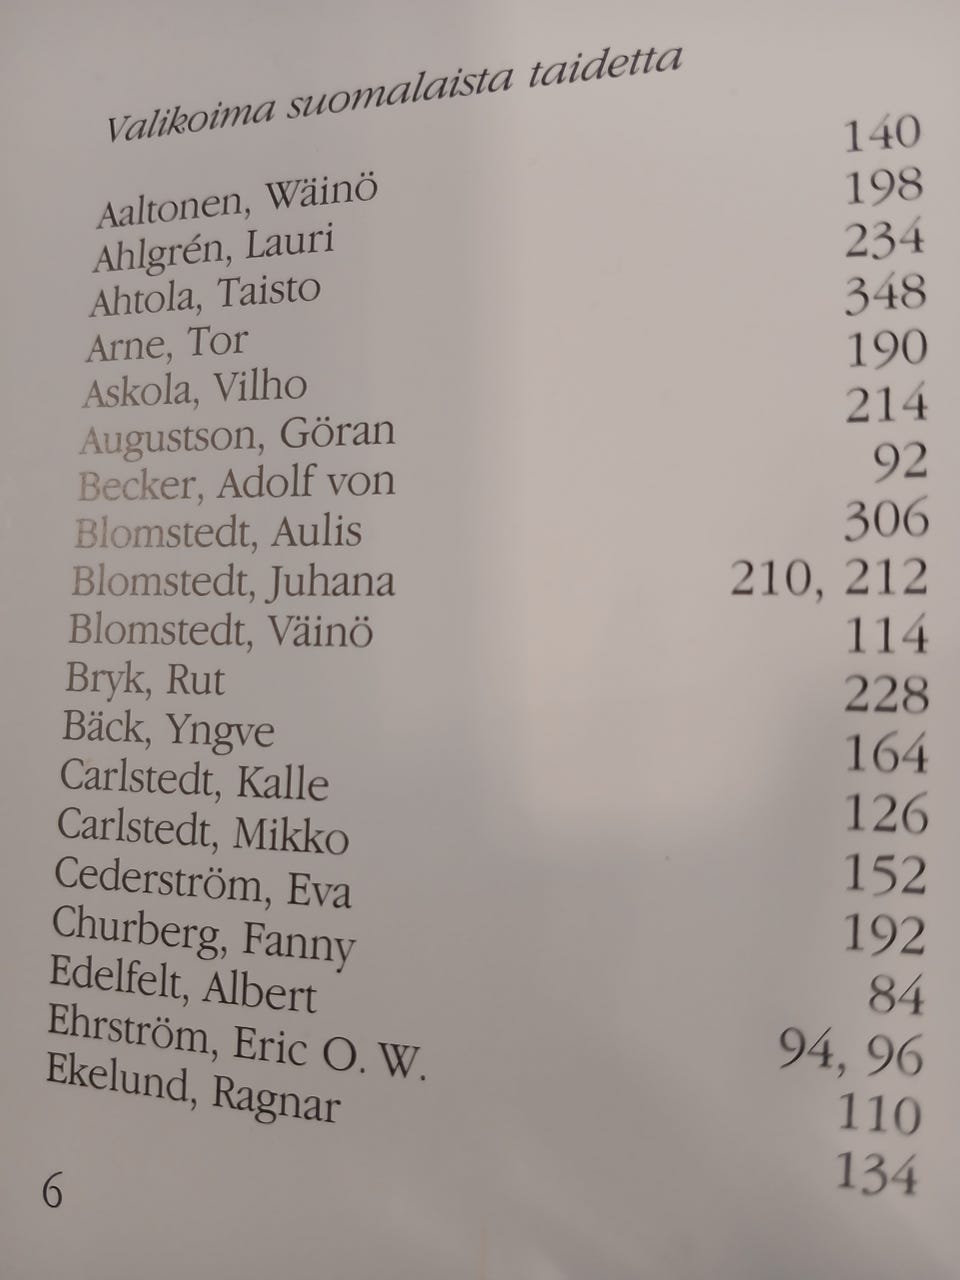 Valikoima suomalaista taidetta
Aaltonen, Wäinö 140
Ahlgrén, Lauri 198
Ahtola, Taisto 234
Arne, Tor 348
Askola, Vilho 190
Augustson, Göran 214
Becker, Adolf von 92
Blomstedt, Aulis 306
Blomstedt, Juhana 210, 212
Blomstedt, Väinö 114
Bryk, Rut 228
Bäck, Yngve 164
Carlstedt, Kalle 126
Carlstedt, Mikko 152
Cederström, Eva 192
Churberg, Fanny 84
Edelfelt, Albert 94, 96
Ehrström, Eric O. W. 110
Ekelund, Ragnar 134
6